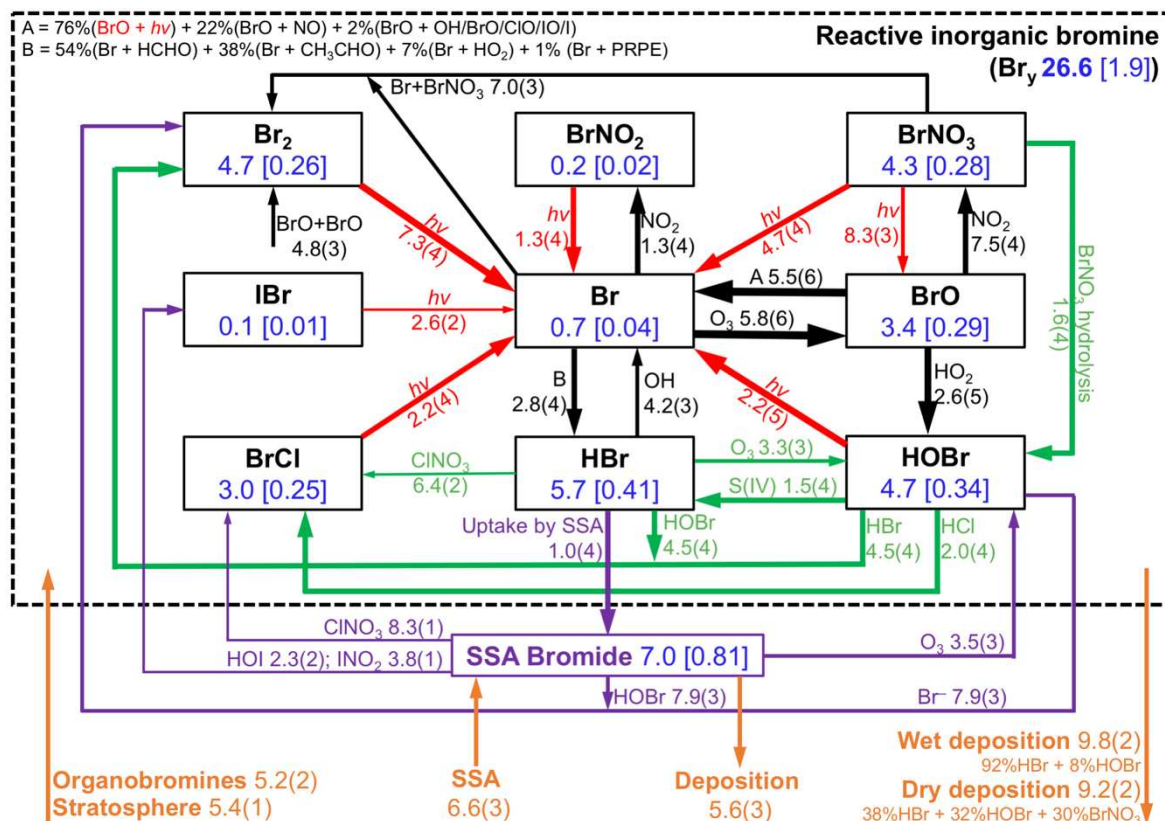 A = 76%(BrO + hv) + 22%(BrO + NO) + 2%(BrO + OH/BrO/ClO/IO/I)
B = 54%(Br + HCHO) + 38%(Br + CH₃CHO) + 7%(Br + HO₂) + 1% (Br + PRPE)
Reactive inorganic bromine
(Br_y 26.6 [1.9])
Br+BrNO₃ 7.0(3)
Br₂
4.7 [0.26]
BrNO₂
0.2 [0.02]
BrNO₃
4.3 [0.28]
BrO+BrO
4.8(3)
hv
7.3(4)
hv
1.3(4)
NO₂
1.3(4)
hv
4.7(4)
hv
8.3(3)
NO₂
7.5(4)
BrNO₃ hydrolysis
1.6(4)
IBr
0.1 [0.01]
hv
2.6(2)
Br
0.7 [0.04]
A 5.5(6)
O₃ 5.8(6)
BrO
3.4 [0.29]
hv
2.2(4)
B
2.8(4)
OH
4.2(3)
hv
2.2(5)
HO₂
2.6(5)
BrCl
3.0 [0.25]
ClNO₃
6.4(2)
HBr
5.7 [0.41]
O₃ 3.3(3)
S(IV) 1.5(4)
HOBr
4.7 [0.34]
Uptake by SSA
1.0(4)
HOBr
4.5(4)
HBr
4.5(4)
HCl
2.0(4)
ClNO₃ 8.3(1)
HOI 2.3(2); INO₂ 3.8(1)
SSA Bromide 7.0 [0.81]
O₃ 3.5(3)
HOBr 7.9(3)
Br⁻ 7.9(3)
Organobromines 5.2(2)
Stratosphere 5.4(1)
SSA
6.6(3)
Deposition
5.6(3)
Wet deposition 9.8(2)
92%HBr + 8%HOBr
Dry deposition 9.2(2)
38%HBr + 32%HOBr + 30%BrNO₃